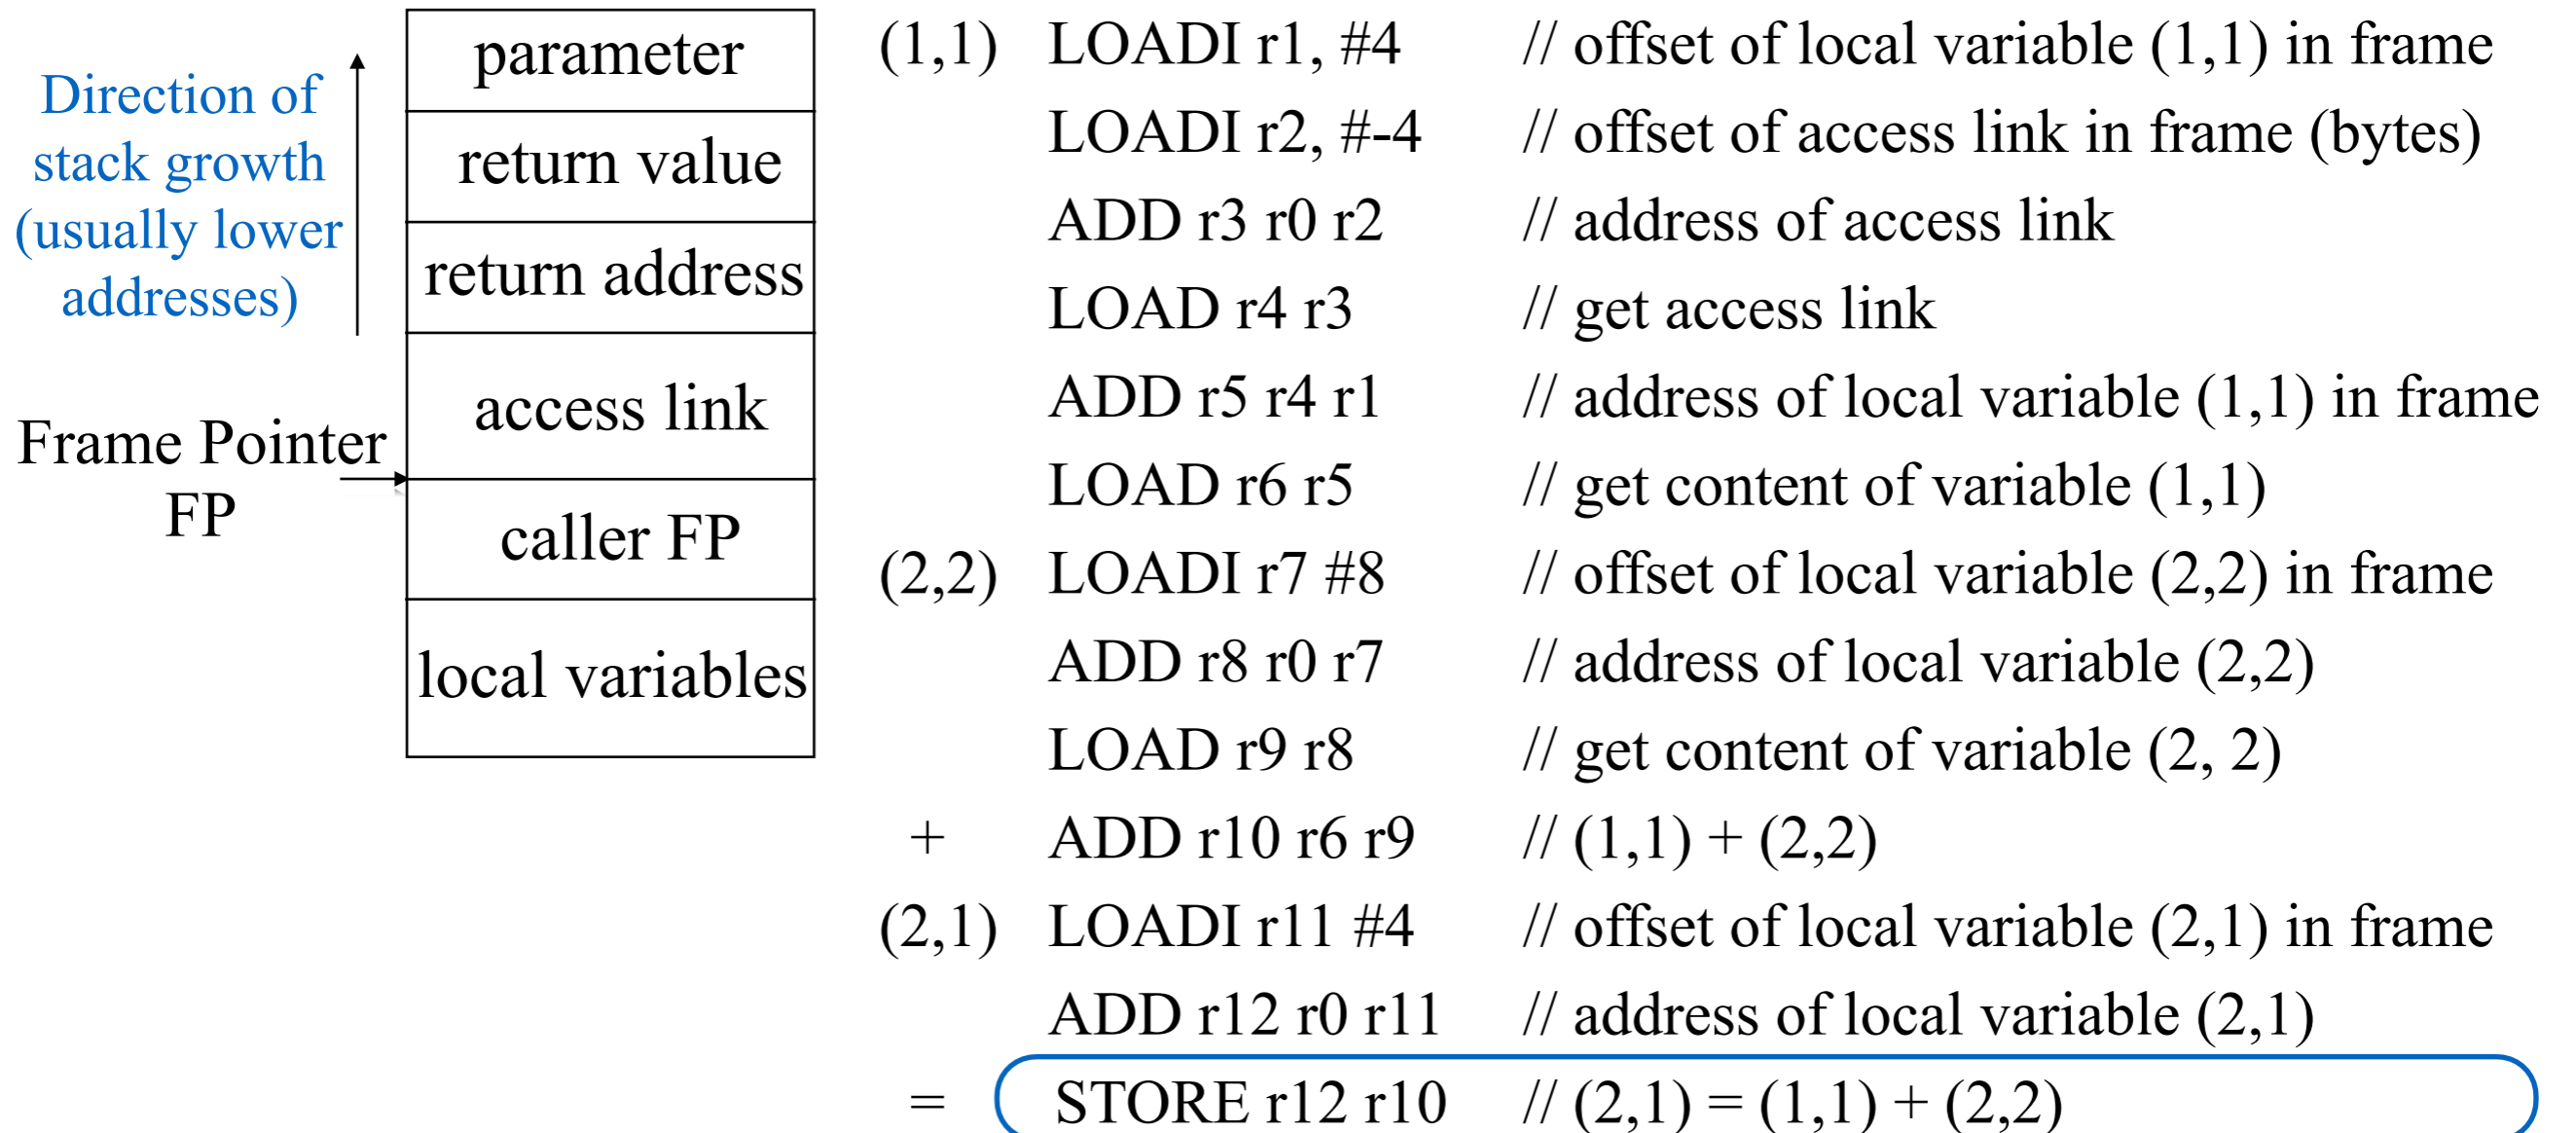 Direction of
stack growth
(usually lower
addresses)
Frame Pointer
FP
parameter
return value
return address
access link
caller FP
local variables
(1,1) LOADI r1, #4 // offset of local variable (1,1) in frame
LOADI r2, #-4 // offset of access link in frame (bytes)
ADD r3 r0 r2 // address of access link
LOAD r4 r3 // get access link
ADD r5 r4 r1 // address of local variable (1,1) in frame
LOAD r6 r5 // get content of variable (1,1)
(2,2) LOADI r7 #8 // offset of local variable (2,2) in frame
ADD r8 r0 r7 // address of local variable (2,2)
LOAD r9 r8 // get content of variable (2, 2)
+ ADD r10 r6 r9 // (1,1) + (2,2)
(2,1) LOADI r11 #4 // offset of local variable (2,1) in frame
ADD r12 r0 r11 // address of local variable (2,1)
= STORE r12 r10 // (2,1) = (1,1) + (2,2)